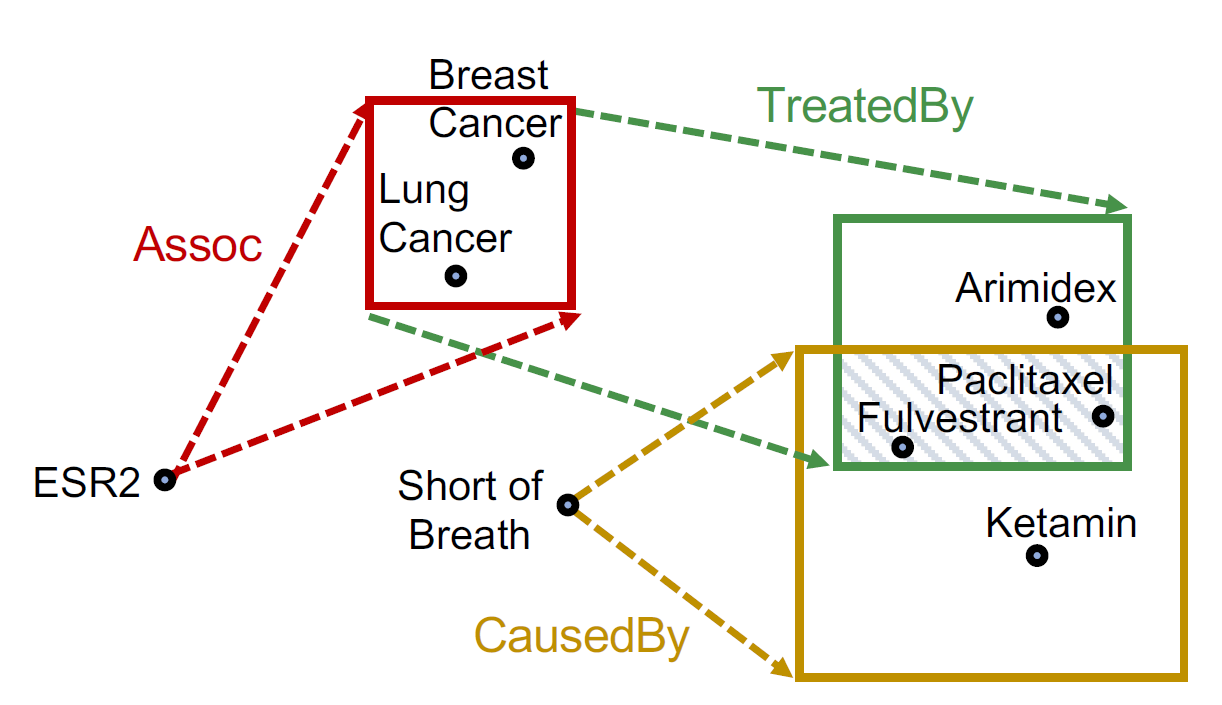 Breast
Cancer
TreatedBy
Lung
Cancer
Assoc
Arimidex
Paclitaxel
Fulvestrant
ESR2
Short of
Breath
Ketamin
CausedBy